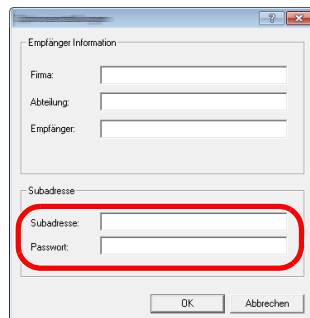 Empfänger Information
Firma:
Abteilung:
Empfänger:
Subadresse
Subadresse:
Passwort:
OK Abbrechen